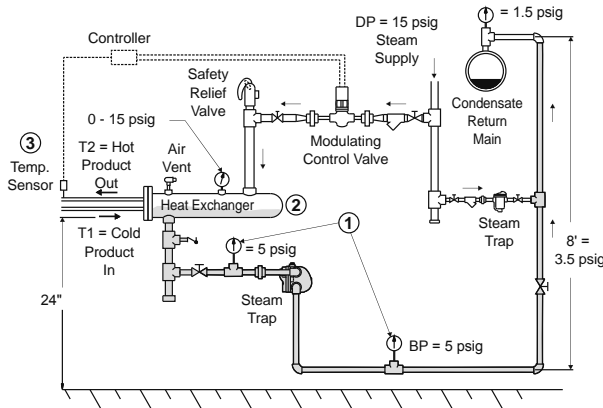 = 1.5 psig
Controller
DP = 15 psig
Steam
Supply
Safety
Relief
Valve
0 - 15 psig
Condensate
Return
Main
Modulating
Control Valve
3
Temp.
Sensor
T2 = Hot
Product
Out
Air
Vent
Heat Exchanger
2
Steam
Trap
T1 = Cold
Product
In
1
= 5 psig
8' =
3.5 psig
24"
Steam
Trap
BP = 5 psig